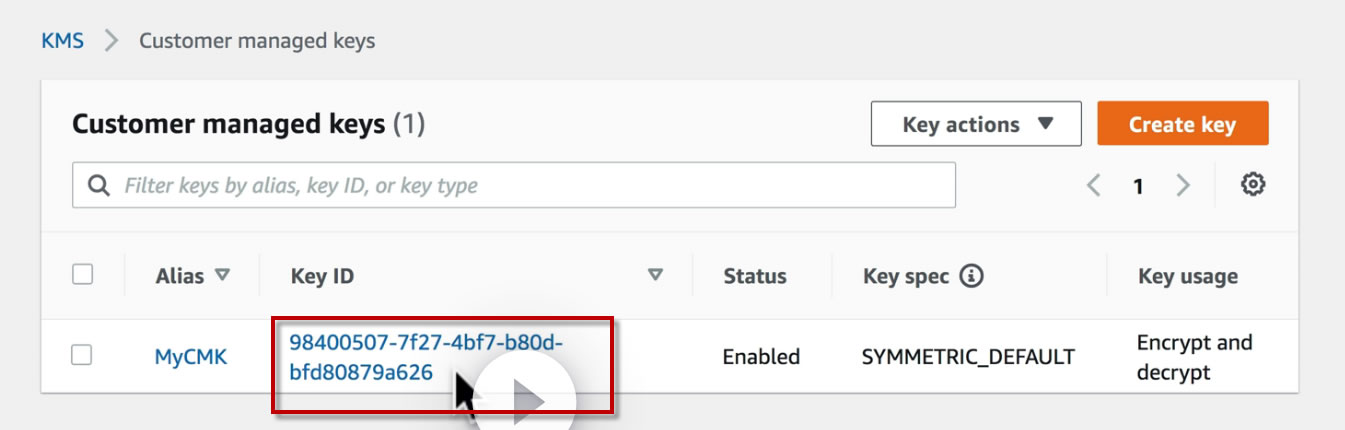 KMS > Customer managed keys
Customer managed keys (1)
Key actions
Create key
Filter keys by alias, key ID, or key type
1
Alias Key ID Status Key spec Key usage
MyCMK 98400507-7f27-4bf7-b80d- Enabled SYMMETRIC_DEFAULT Encrypt and
bfd80879a626 decrypt